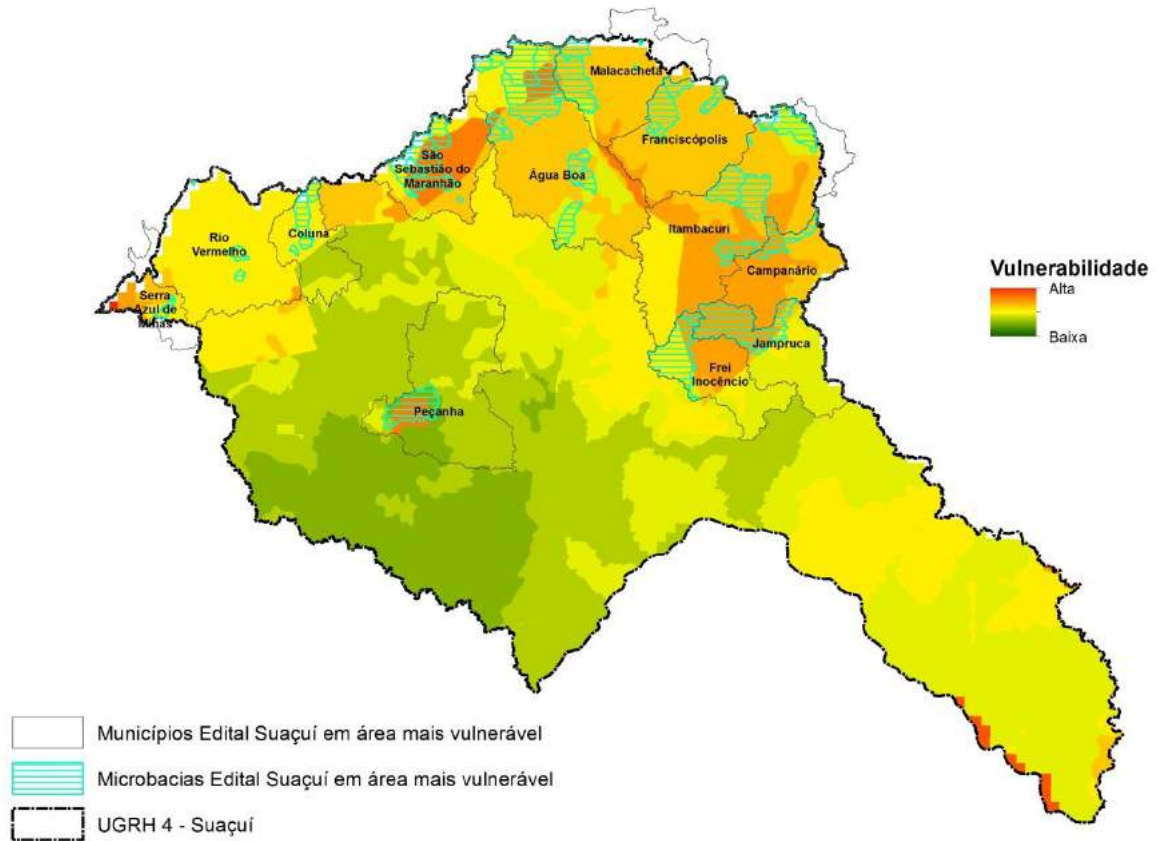 Malacacheta
Franciscópolis
São
Sebastião do
Maranhão
Água Boa
Itambacuri
Rio
Vermelho
Coluna
Campanário
Serra
Azul de
Minas
Jampruca
Frei
Inocêncio
Peçanha
Vulnerabilidade
Alta
Baixa
Municípios Edital Suaçuí em área mais vulnerável
Microbacias Edital Suaçuí em área mais vulnerável
UGRH 4 - Suaçuí